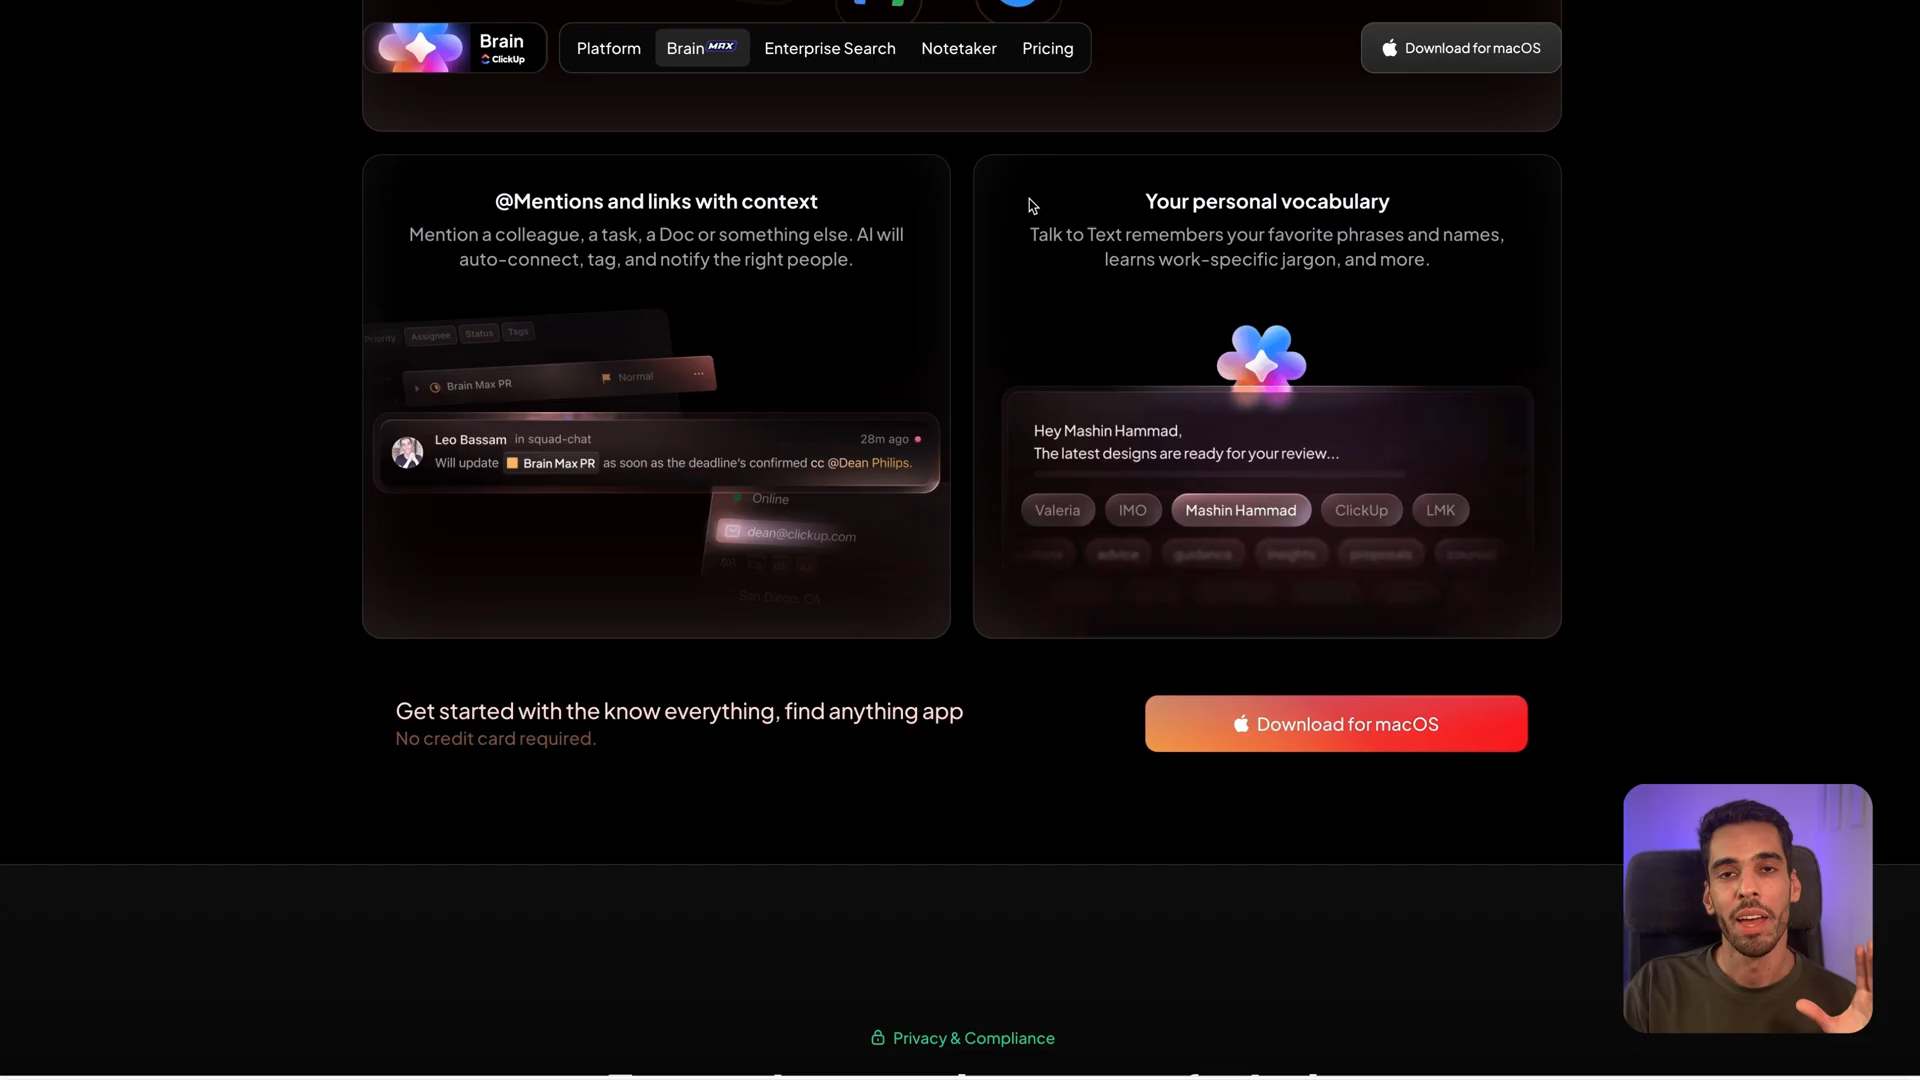 Brain
ClickUp
Platform
Brain MAX
Enterprise Search
Notetaker
Pricing
Download for macOS
@Mentions and links with context
Mention a colleague, a task, a Doc or something else. AI will
auto-connect, tag, and notify the right people.
Priority
Assignee
Status
Tags
Brain Max PR
Normal
Leo Bassam in squad-chat
28m ago
Will update Brain Max PR as soon as the deadline's confirmed cc @Dean Philips.
Online
dean@clickup.com
San Diego, CA
Your personal vocabulary
Talk to Text remembers your favorite phrases and names,
learns work-specific jargon, and more.
Hey Mashin Hammad,
The latest designs are ready for your review...
Valeria
IMO
Mashin Hammad
ClickUp
LMK
advice
guidance
insights
proposals
Get started with the know everything, find anything app
No credit card required.
Download for macOS
Privacy & Compliance